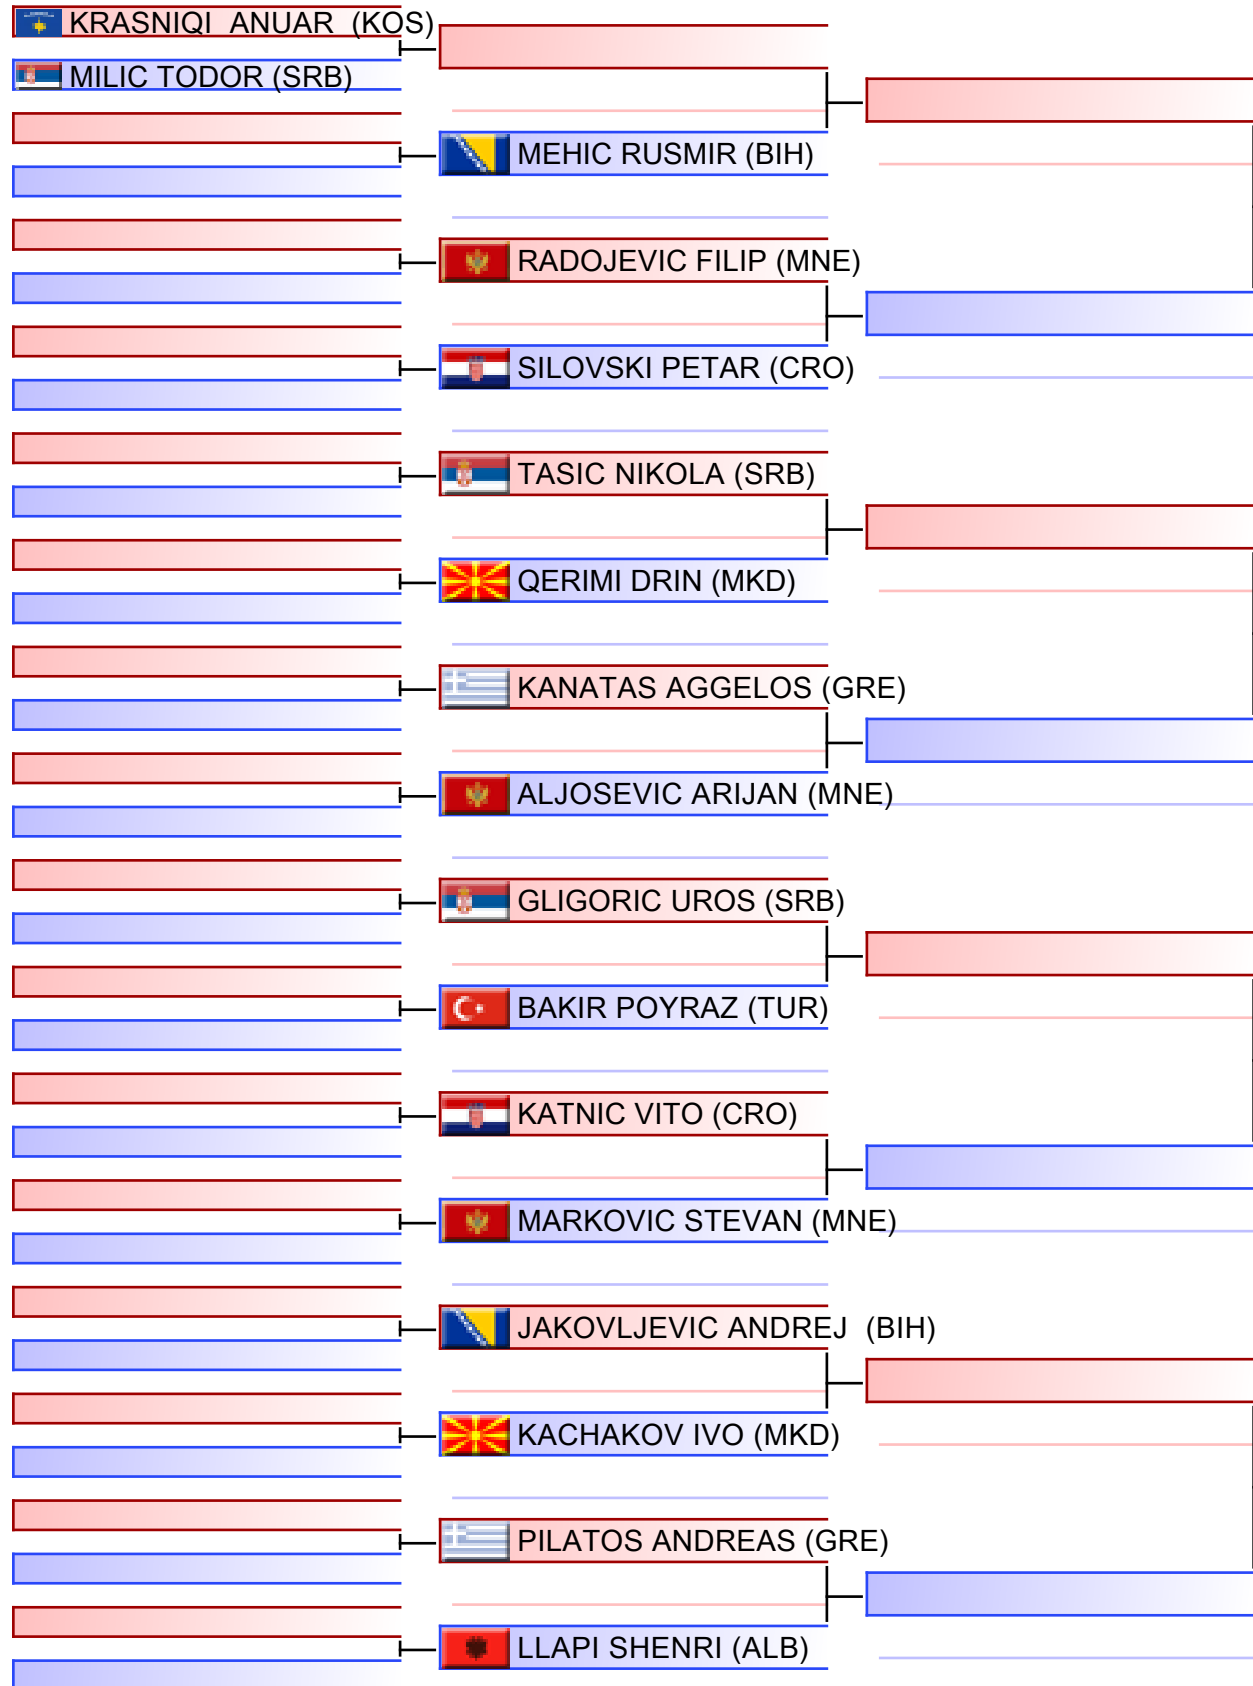 KRASNIQI  ANUAR  (KOS)
MILIC TODOR (SRB)
MEHIC RUSMIR (BIH)
RADOJEVIC FILIP (MNE)
SILOVSKI PETAR (CRO)
TASIC NIKOLA (SRB)
QERIMI DRIN (MKD)
KANATAS AGGELOS (GRE)
ALJOSEVIC ARIJAN (MNE)
GLIGORIC UROS (SRB)
BAKIR POYRAZ (TUR)
KATNIC VITO (CRO)
MARKOVIC STEVAN (MNE)
JAKOVLJEVIC ANDREJ  (BIH)
KACHAKOV IVO (MKD)
PILATOS ANDREAS (GRE)
LLAPI SHENRI (ALB)